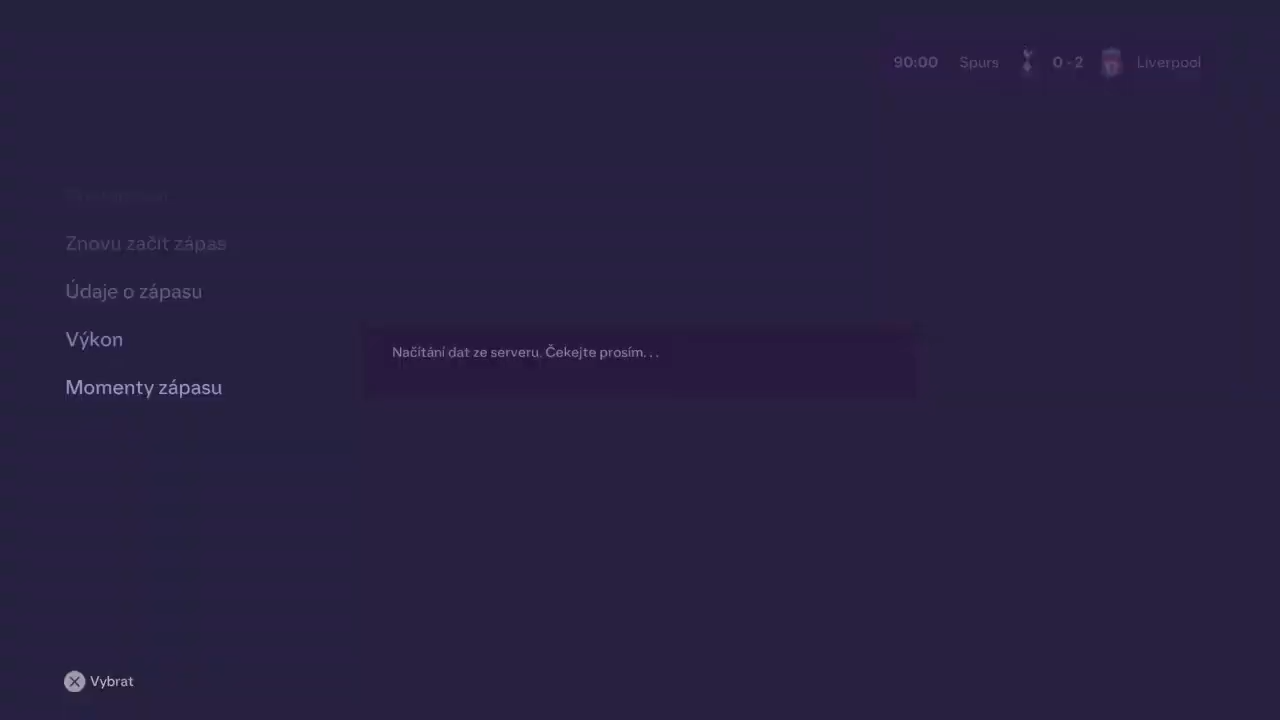 90:00 Spurs 0 - 2 Liverpool
Znovu začít zápas
Údaje o zápasu
Výkon
Načítání dat ze serveru. Čekejte prosím...
Momenty zápasu
Vybrat